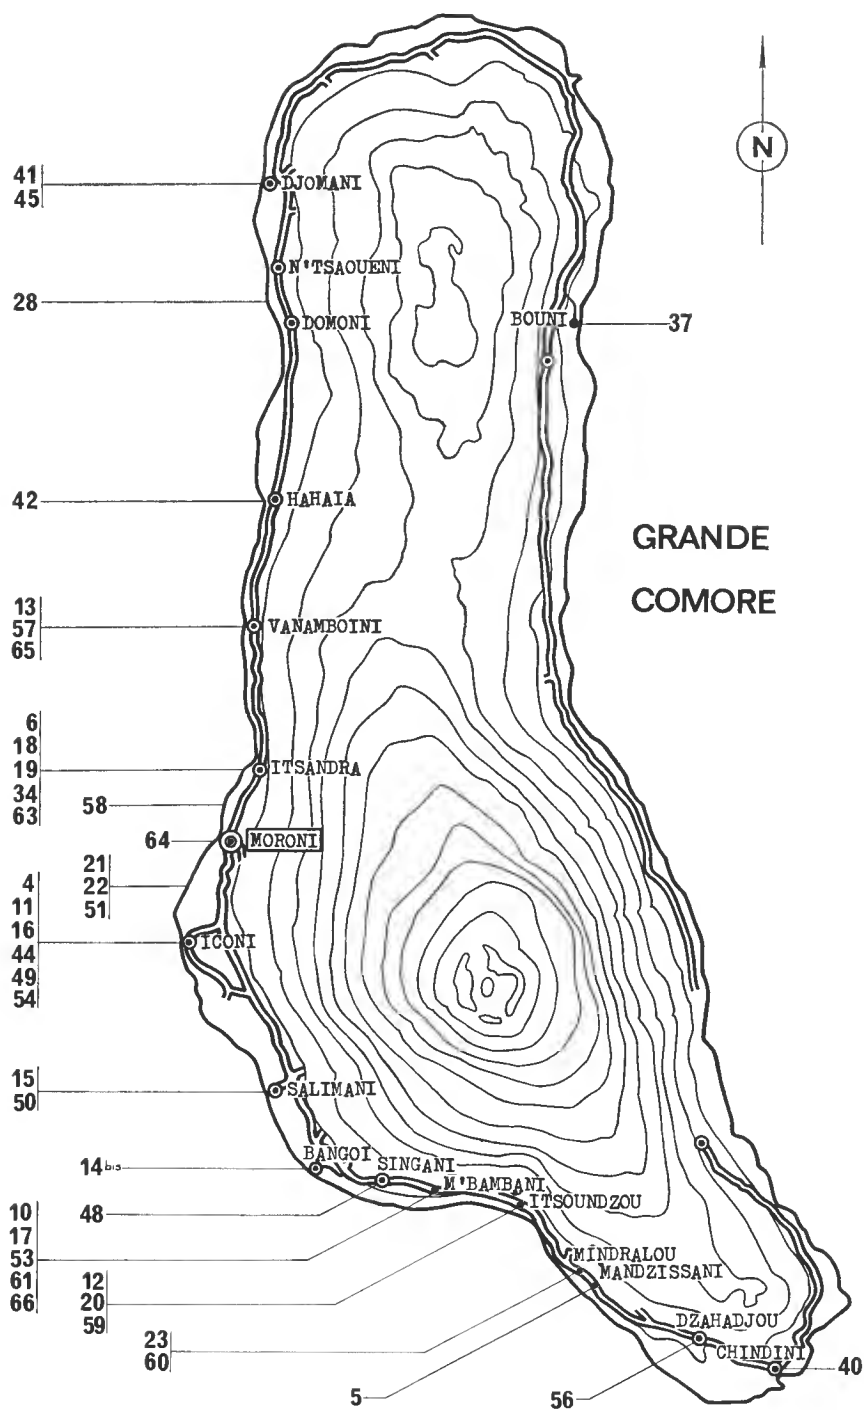 N
41
45
DJOMANI
N'TSAOUENI
28
DOMONI
BOUNI
37
42
HAHAIA
GRANDE
COMORE
13
57
65
VANAMBOINI
6
18
19
34
63
ITSANDRA
58
64
MORONI
21
22
51
4
11
16
44
49
54
ICONI
15
50
SALIMANI
BANGOI
14 bis
SINGANI
M'BAMBANI
48
ITSOUNDZOU
10
17
53
61
66
12
20
59
MINDRALOU
MANDZISSANI
DZAHADJOU
23
60
CHINDINI
40
5
56